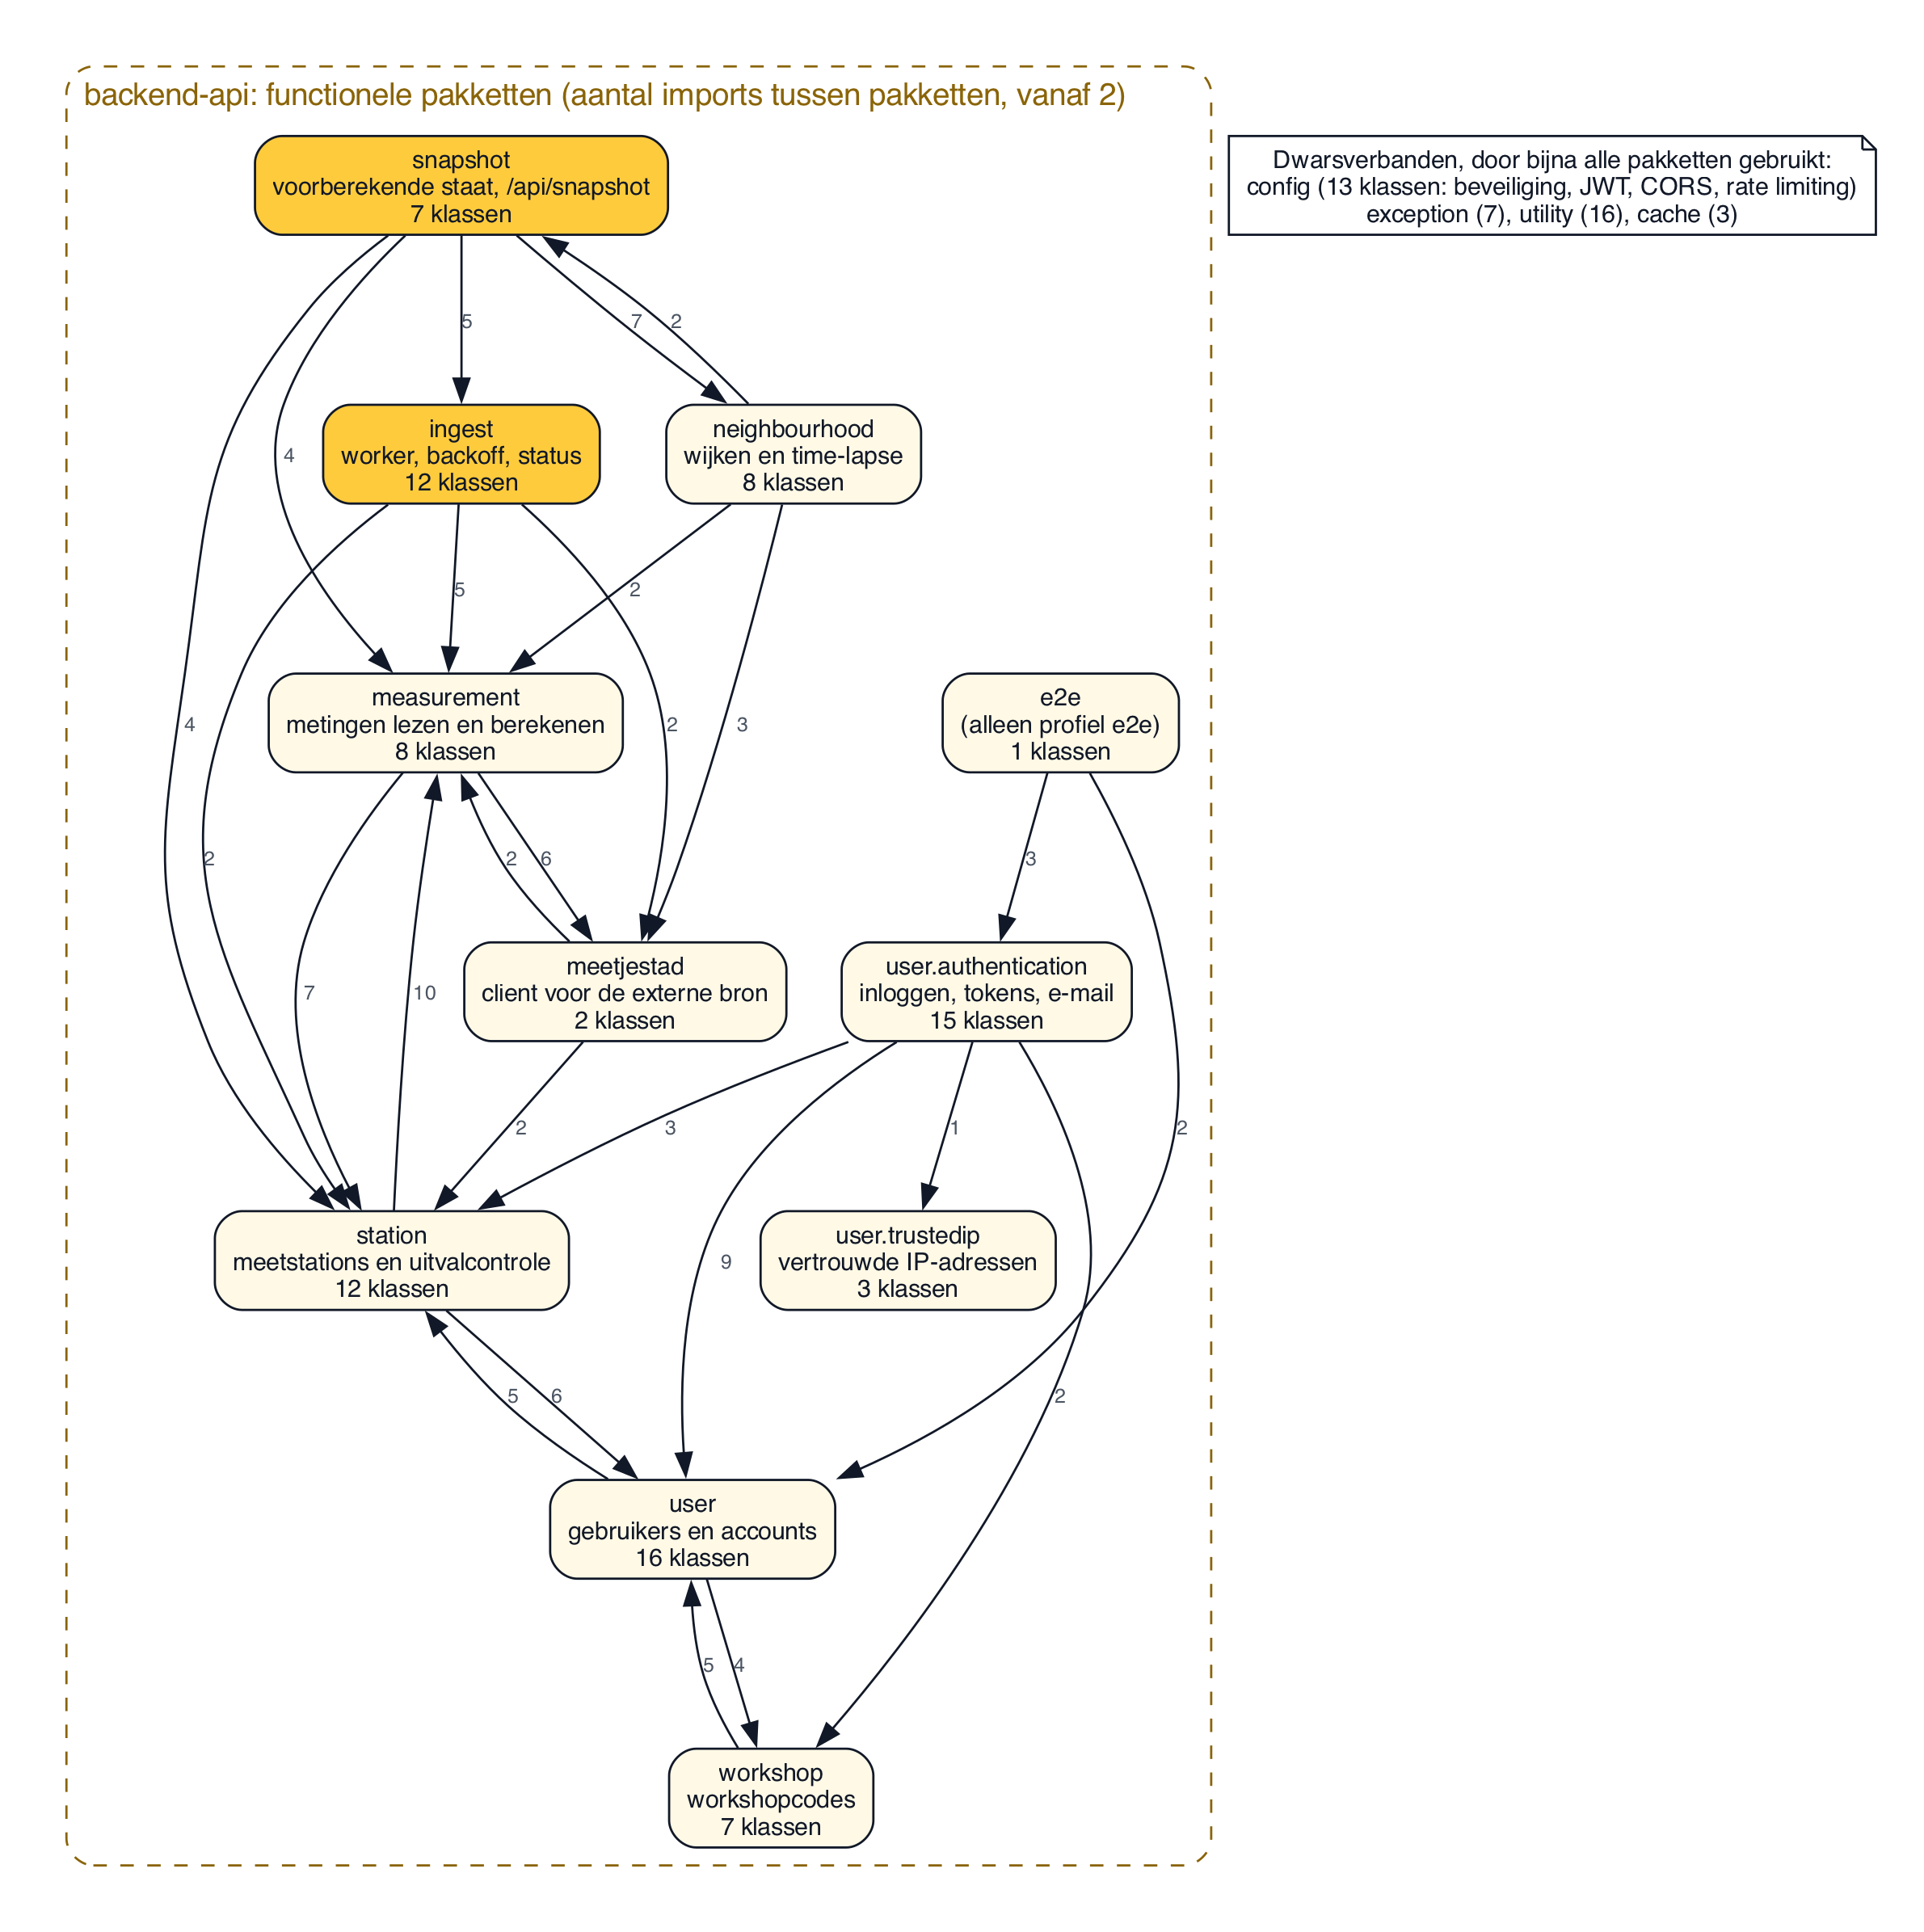 backend-api: functionele pakketten (aantal imports tussen pakketten, vanaf 2)
snapshot
voorberekende staat, /api/snapshot
7 klassen
Dwarsverbanden, door bijna alle pakketten gebruikt:
config (13 klassen: beveiliging, JWT, CORS, rate limiting)
exception (7), utility (16), cache (3)
5
7
2
4
ingest
worker, backoff, status
12 klassen
neighbourhood
wijken en time-lapse
8 klassen
5
2
4
measurement
metingen lezen en berekenen
8 klassen
2
3
e2e
(alleen profiel e2e)
1 klassen
2
2
6
3
7
10
meetjestad
client voor de externe bron
2 klassen
user.authentication
inloggen, tokens, e-mail
15 klassen
2
3
1
2
station
meetstations en uitvalcontrole
12 klassen
9
user.trustedip
vertrouwde IP-adressen
3 klassen
5
6
2
user
gebruikers en accounts
16 klassen
5
4
workshop
workshopcodes
7 klassen